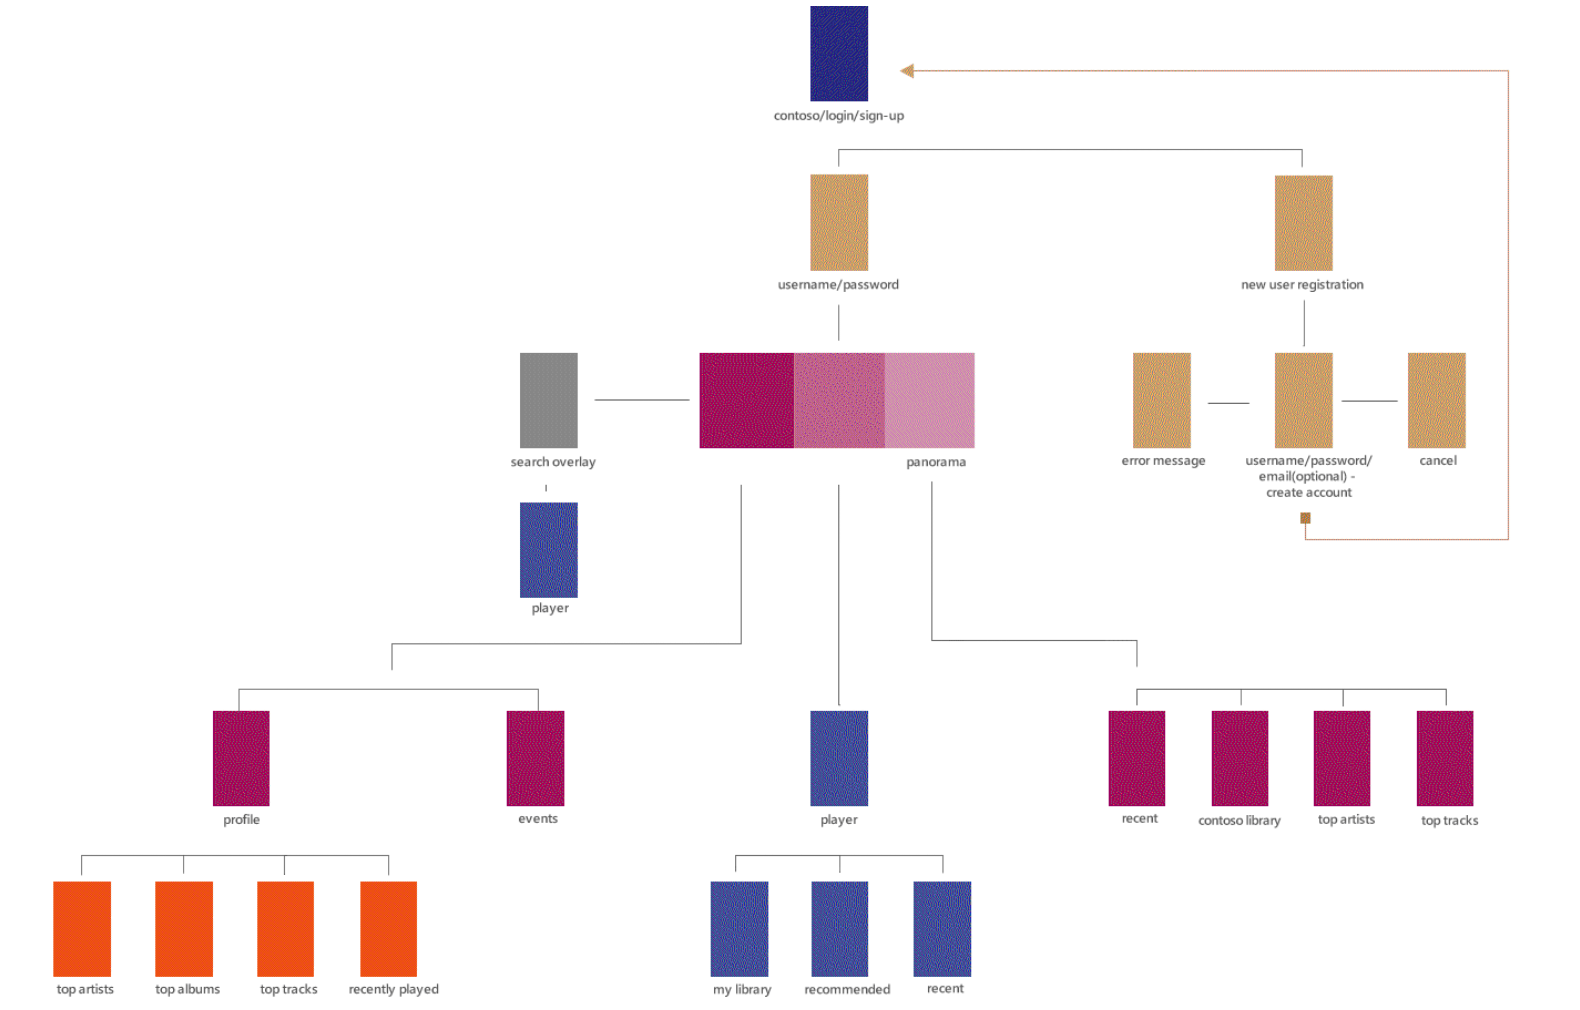 contoso/login/sign-up
username/password
new user registration
search overlay
panorama
error message
username/password/
email(optional) -
create account
cancel
player
profile
events
player
recent
contoso library
top artists
top tracks
top artists
top albums
top tracks
recently played
my library
recommended
recent